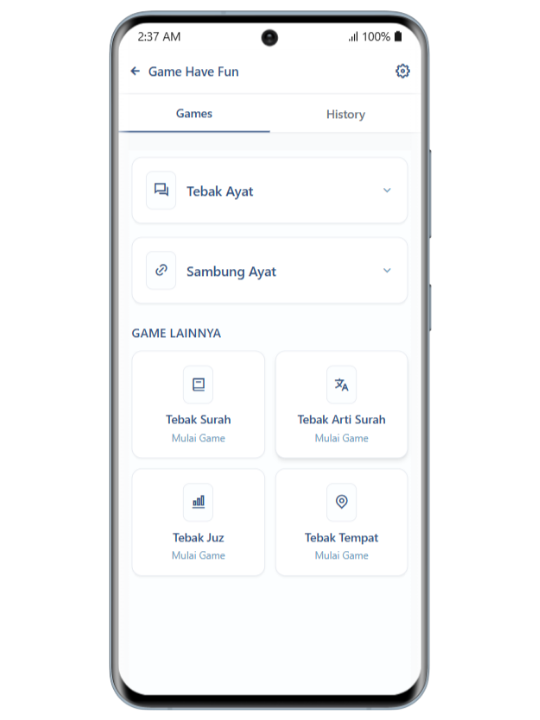 2:37 AM 100%
Game Have Fun
Games History
Tebak Ayat
Sambung Ayat
GAME LAINNYA
Tebak Surah Tebak Arti Surah
Mulai Game Mulai Game
Tebak Juz Tebak Tempat
Mulai Game Mulai Game